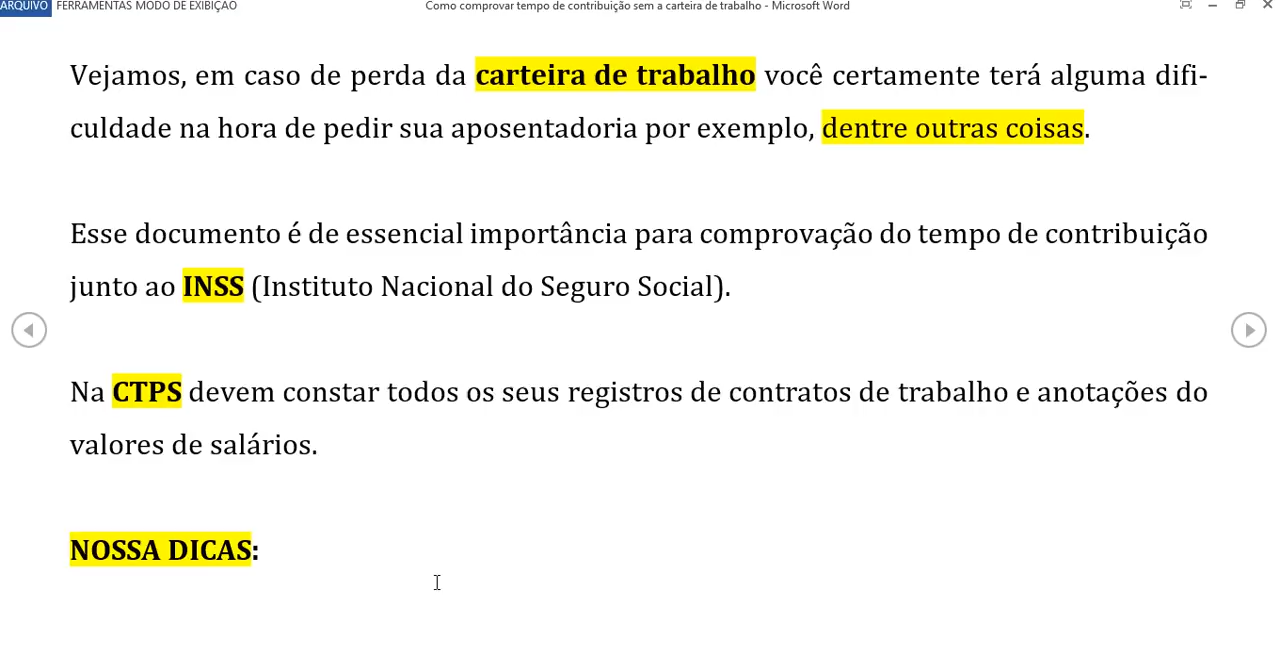 ARQUIVO FERRAMENTAS MODO DE EXIBIÇÃO Como comprovar tempo de contribuição sem a carteira de trabalho - Microsoft Word
Vejamos, em caso de perda da carteira de trabalho você certamente terá alguma difi-
culdade na hora de pedir sua aposentadoria por exemplo, dentre outras coisas.
Esse documento é de essencial importância para comprovação do tempo de contribuição
junto ao INSS (Instituto Nacional do Seguro Social).
Na CTPS devem constar todos os seus registros de contratos de trabalho e anotações do
valores de salários.
NOSSA DICAS: